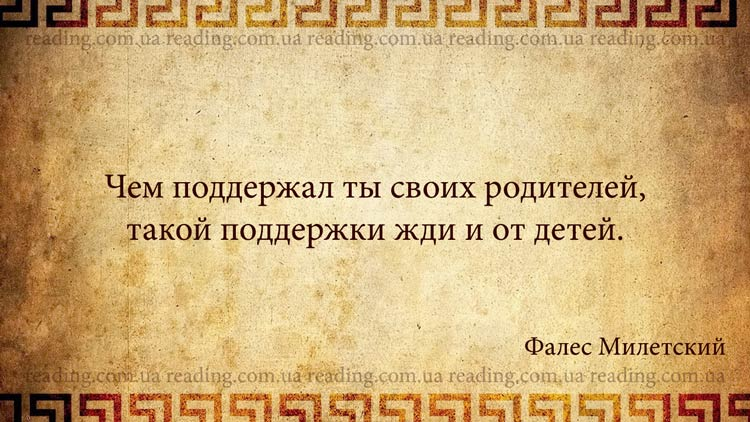 reading.com.ua reading.com.ua reading.com.ua reading.com.ua reading.com.ua
Чем поддержал ты своих родителей,
такой поддержки жди и от детей.
Фалес Милетский
reading.com.ua reading.com.ua reading.com.ua reading.com.ua reading.com.ua